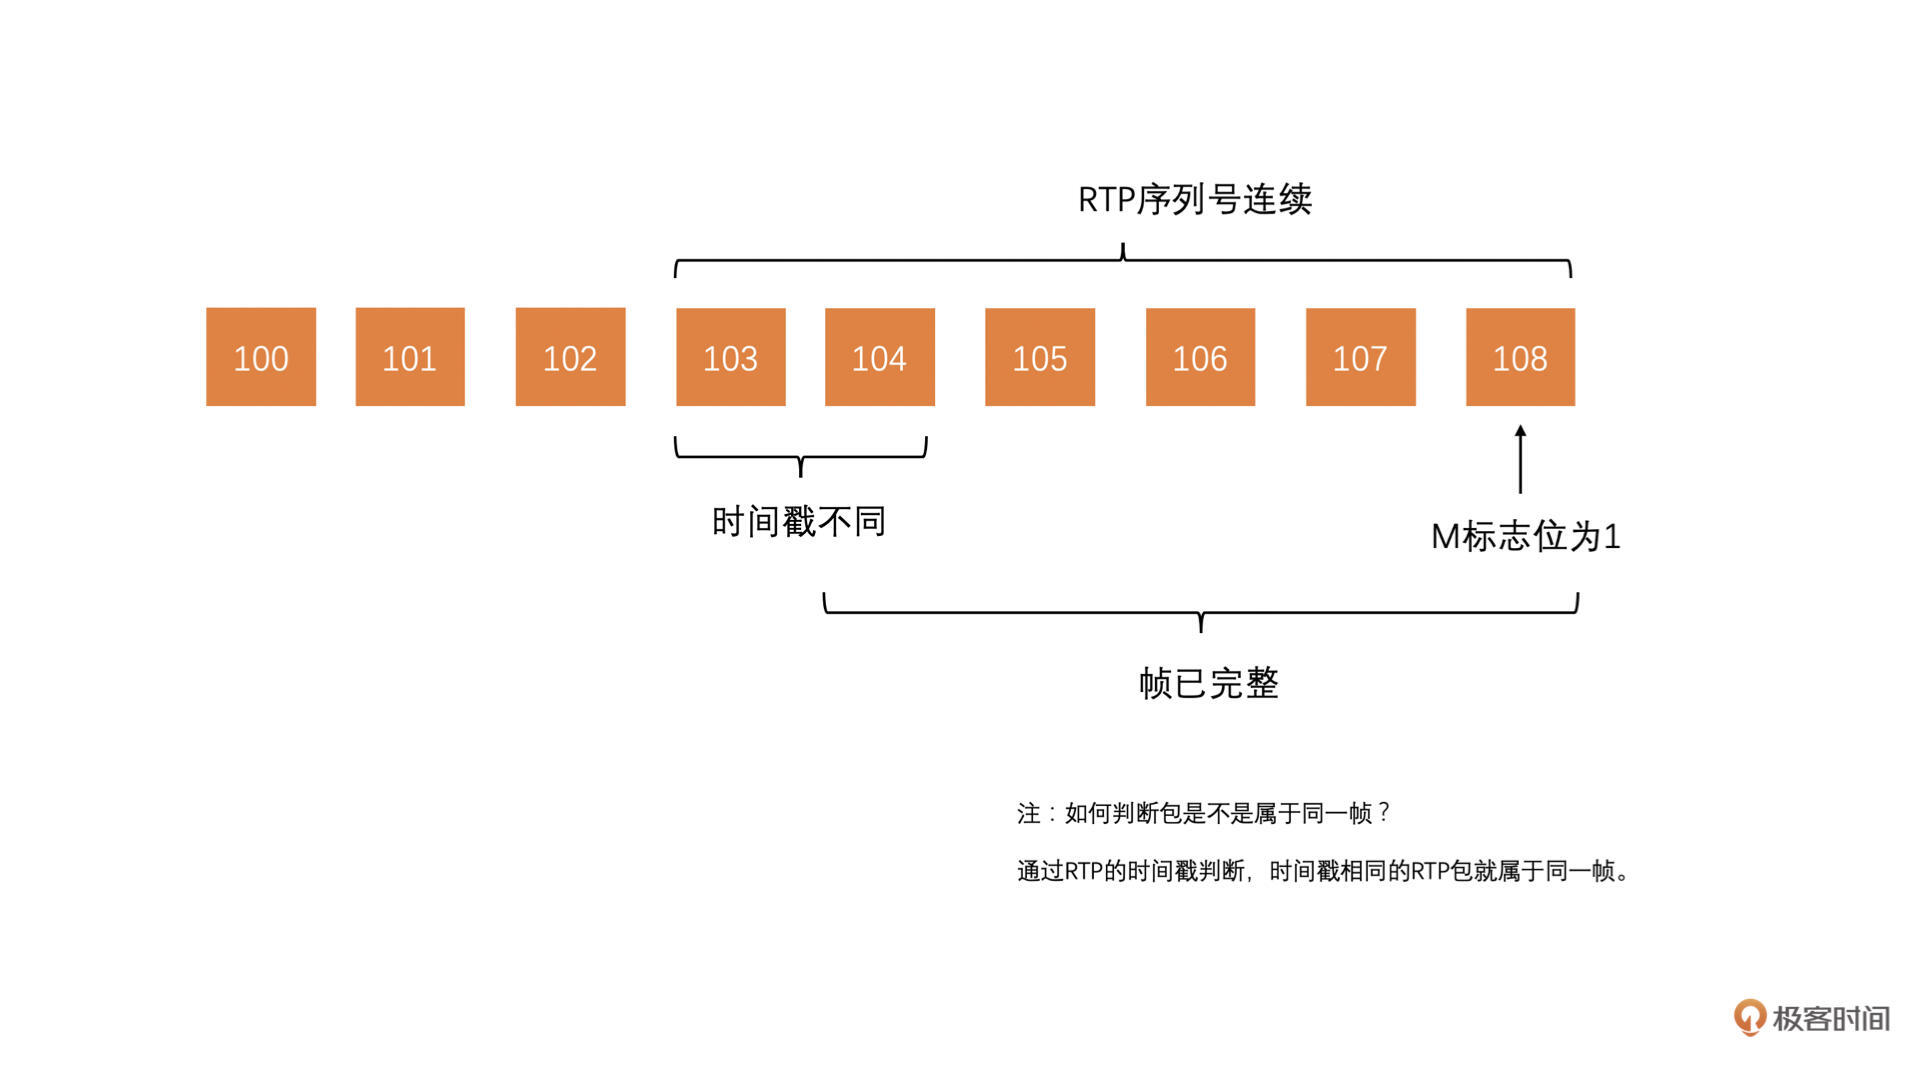 RTP序列号连续
100 101 102 103 104 105 106 107 108
时间戳不同
M标志位为1
帧已完整
注：如何判断包是不是属于同一帧？
通过RTP的时间戳判断，时间戳相同的RTP包就属于同一帧。
极客时间